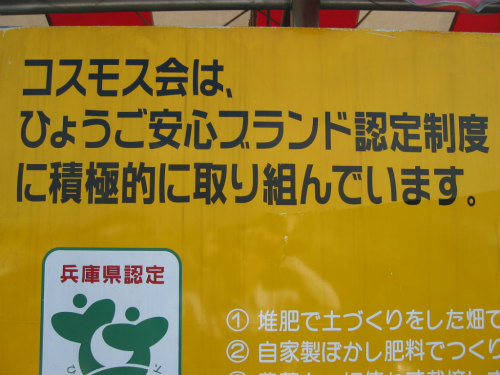 コスモス会は、
ひょうご安心ブランド認定制度
に積極的に取り組んでいます。
兵庫県認定
① 堆肥で土づくりをした畑で
② 自家製ぼかし肥料でつくり